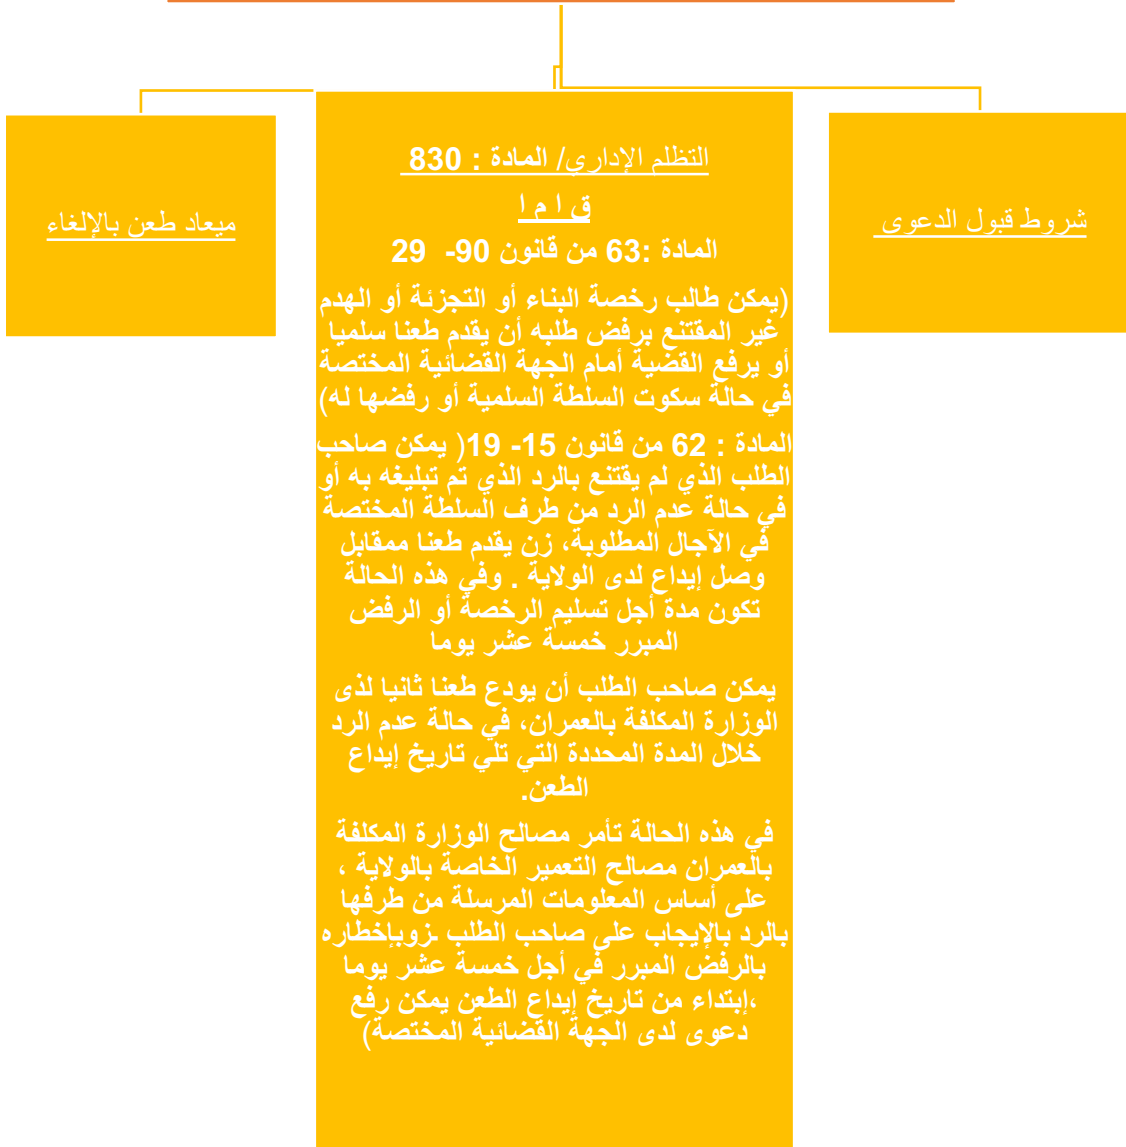 شروط قبول الدعوى
التظلم الإداري/ المادة : 830
ق ا م ا
المادة :63 من قانون 90- 29
(يمكن طالب رخصة البناء أو التجزئة أو الهدم
غير المقتنع برفض طلبه أن يقدم طعنا سلميا
أو يرفع القضية أمام الجهة القضائية المختصة
في حالة سكوت السلطة السلمية أو رفضها له)
المادة : 62 من قانون 15- 19( يمكن صاحب
الطلب الذي لم يقتنع بالرد الذي تم تبليغه به أو
في حالة عدم الرد من طرف السلطة المختصة
في الآجال المطلوبة، زن يقدم طعنا ممقابل
وصل إيداع لدى الولاية . وفي هذه الحالة
تكون مدة أجل تسليم الرخصة أو الرفض
المبرر خمسة عشر يوما
يمكن صاحب الطلب أن يودع طعنا ثانيا لذى
الوزارة المكلفة بالعمران، في حالة عدم الرد
خلال المدة المحددة التي تلي تاريخ إيداع
الطعن.
في هذه الحالة تأمر مصالح الوزارة المكلفة
بالعمران مصالح التعمير الخاصة بالولاية ،
على أساس المعلومات المرسلة من طرفها
بالرد بالإيجاب على صاحب الطلب .زوبإخطاره
بالرفض المبرر في أجل خمسة عشر يوما
،إبتداء من تاريخ إيداع الطعن يمكن رفع
دعوى لدى الجهة القضائية المختصة)
ميعاد طعن بالإلغاء